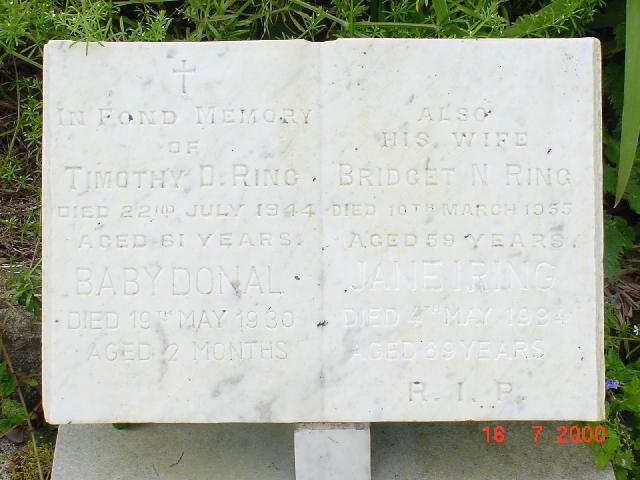 IN FOND MEMORY
OF
TIMOTHY D. RING
DIED 22ND JULY 1944
AGED 61 YEARS.
BABY DONAL
DIED 19TH MAY 1930
AGED 2 MONTHS
ALSO
HIS WIFE
BRIDGET N RING
DIED 10TH MARCH 1955
AGED 59 YEARS.
JANE I RING
DIED 4TH MAY 1994
AGED 69 YEARS
R. I. P.
16 7 2000